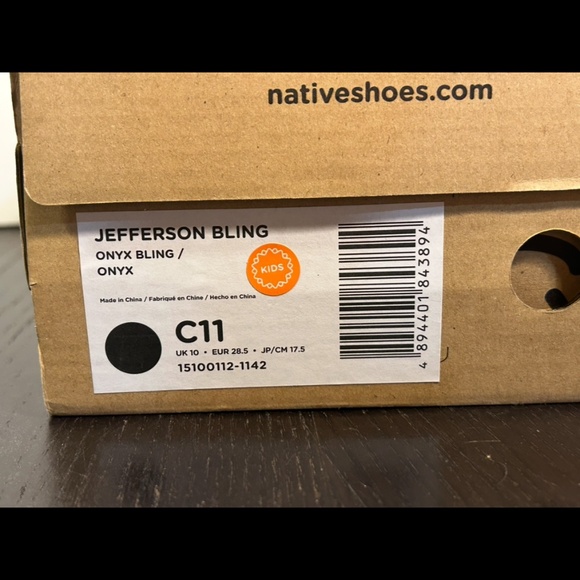 nativeshoes.com
JEFFERSON BLING
ONYX BLING /
ONYX
KIDS
Made in China / Fabriqué en Chine / Hecho en China
C11
UK 10 • EUR 28.5 • JP/CM 17.5
15100112-1142
4 894401 843894